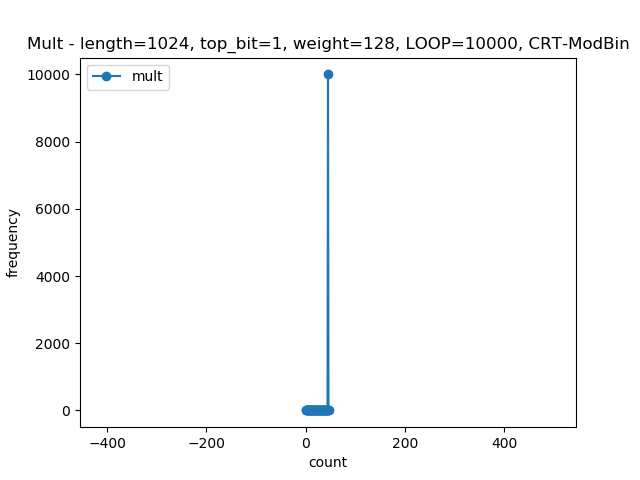 Mult - length=1024, top_bit=1, weight=128, LOOP=10000, CRT-ModBin
mult
10000
8000
6000
4000
2000
0
frequency
−400
−200
0
200
400
count